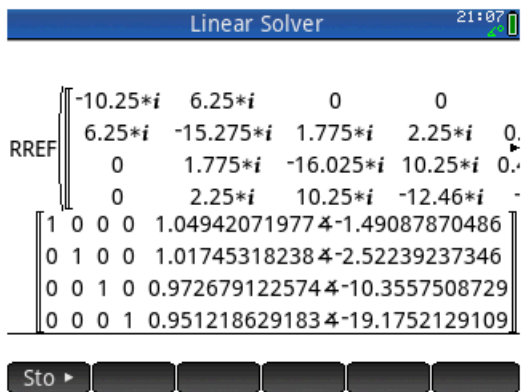 Linear Solver 21:07
-10.25*i 6.25*i 0 0
6.25*i -15.275*i 1.775*i 2.25*i 0.
RREF
0 1.775*i -16.025*i 10.25*i 0.4
0 2.25*i 10.25*i -12.46*i -
1 0 0 0 1.04942071977∡-1.49087870486
0 1 0 0 1.01745318238∡-2.52239237346
0 0 1 0 0.972679122574∡-10.3557508729
0 0 0 1 0.951218629183∡-19.1752129109
Sto ►